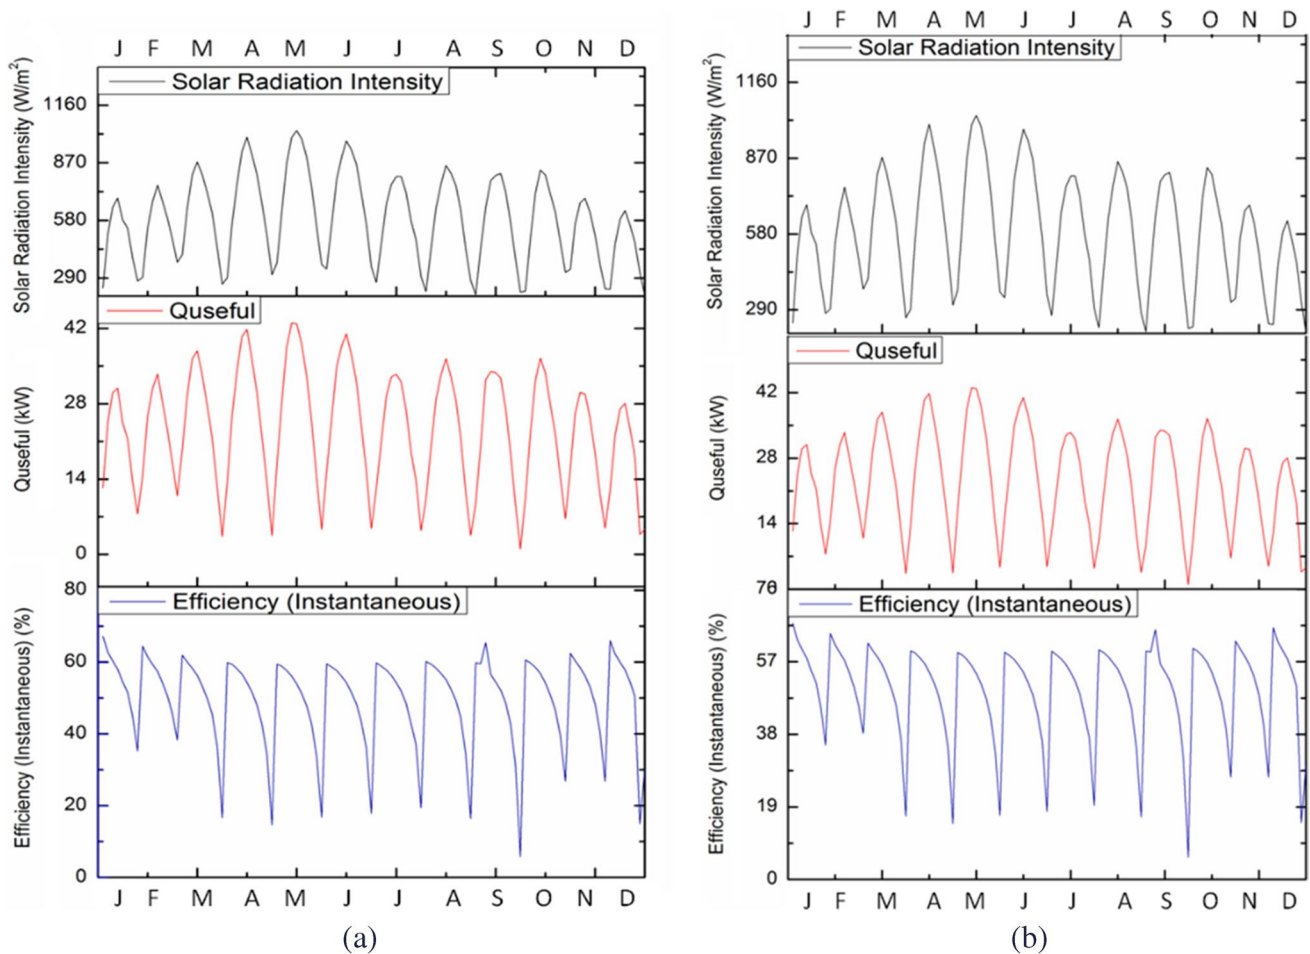 J F M A M J J A S O N D
Solar Radiation Intensity
Solar Radiation Intensity (W/m²)
1160
870
580
290
Quseful
Quseful (kW)
42
28
14
0
Efficiency (Instantaneous)
Efficiency (Instantaneous) (%)
80
60
40
20
0
J F M A M J J A S O N D
(a)
J F M A M J J A S O N D
Solar Radiation Intensity
Solar Radiation Intensity (W/m²)
1160
870
580
290
Quseful
Quseful (kW)
42
28
14
76
Efficiency (Instantaneous)
Efficiency (Instantaneous) (%)
57
38
19
0
J F M A M J J A S O N D
(b)